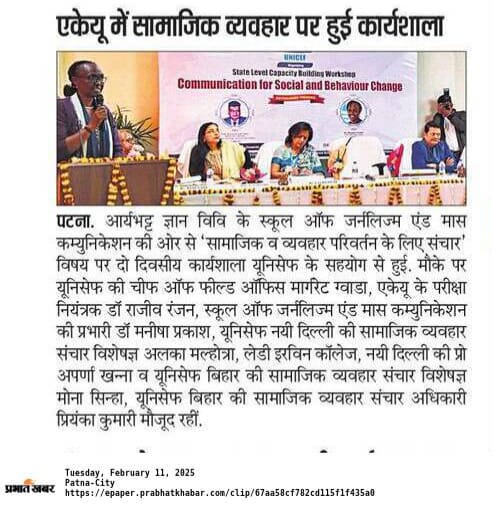 एकेयू में सामाजिक व्यवहार पर हुई कार्यशाला
UNICEF
State Level Capacity Building Workshop
Communication for Social and Behaviour Change
पटना. आर्यभट्ट ज्ञान विवि के स्कूल ऑफ जर्नलिज्म एंड मास
कम्युनिकेशन की ओर से ‘सामाजिक व व्यवहार परिवर्तन के लिए संचार’
विषय पर दो दिवसीय कार्यशाला यूनिसेफ के सहयोग से हुई. मौके पर
यूनिसेफ की चीफ ऑफ फील्ड ऑफिस मार्गरेट ग्वाडा, एकेयू के परीक्षा
नियंत्रक डॉ राजीव रंजन, स्कूल ऑफ जर्नलिज्म एंड मास कम्युनिकेशन
की प्रभारी डॉ मनीषा प्रकाश, यूनिसेफ नयी दिल्ली की सामाजिक व्यवहार
संचार विशेषज्ञ अलका मल्होत्रा, लेडी इरविन कॉलेज, नयी दिल्ली की प्रो
अपर्णा खन्ना व यूनिसेफ बिहार की सामाजिक व्यवहार संचार विशेषज्ञ
मोना सिन्हा, यूनिसेफ बिहार की सामाजिक व्यवहार संचार अधिकारी
प्रियंका कुमारी मौजूद रहीं.
प्रभात खबर
Tuesday, February 11, 2025
Patna-City
https://epaper.prabhatkhabar.com/clip/67aa58cf782cd115f1f435a0